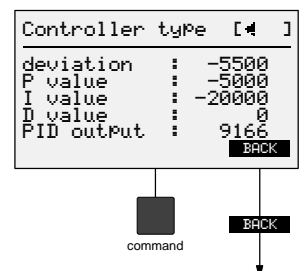 Controller type [◀ ]
deviation : -5500
P value : -5000
I value : -20000
D value : 0
PID output : 9166
BACK
BACK
command